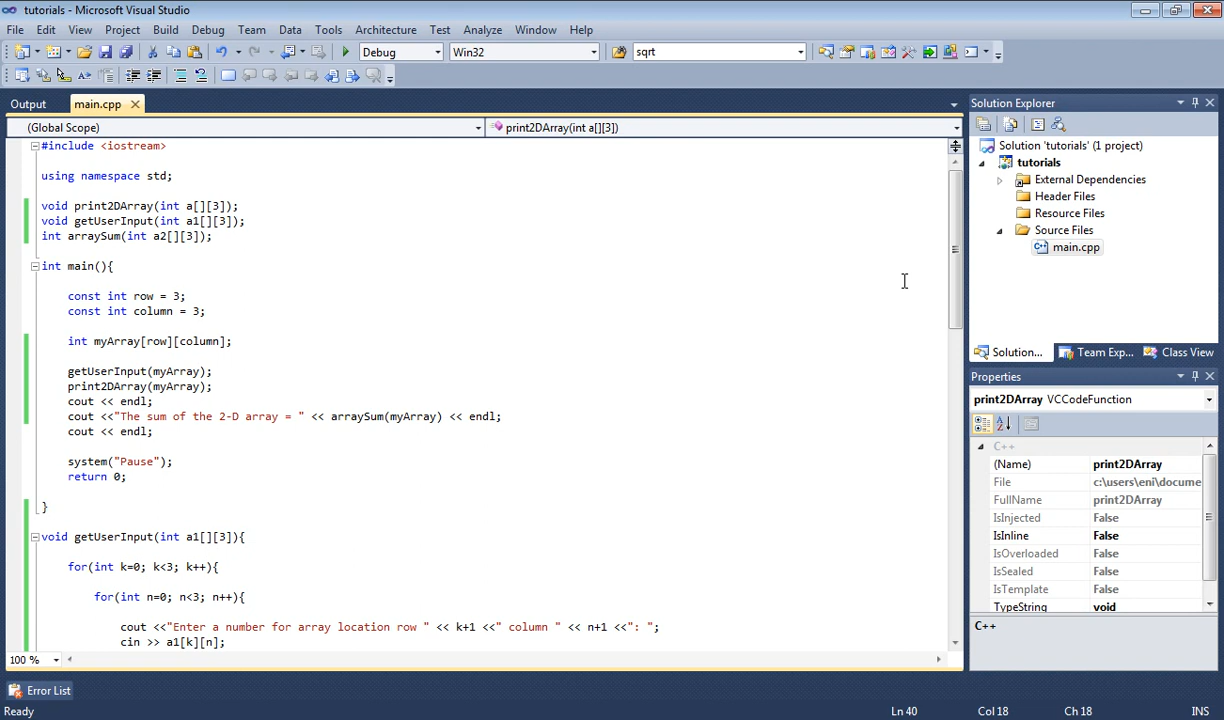 tutorials - Microsoft Visual Studio
File Edit View Project Build Debug Team Data Tools Architecture Test Analyze Window Help
Debug Win32 sqrt
Output main.cpp
(Global Scope) print2DArray(int a[][3])
#include <iostream>
using namespace std;
void print2DArray(int a[][3]);
void getUserInput(int a1[][3]);
int arraySum(int a2[][3]);
int main(){
const int row = 3;
const int column = 3;
int myArray[row][column];
getUserInput(myArray);
print2DArray(myArray);
cout << endl;
cout <<"The sum of the 2-D array = " << arraySum(myArray) << endl;
cout << endl;
system("Pause");
return 0;
}
void getUserInput(int a1[][3]){
for(int k=0; k<3; k++){
for(int n=0; n<3; n++){
cout <<"Enter a number for array location row " << k+1 <<" column " << n+1 <<": ";
cin >> a1[k][n];
100 %
Solution Explorer
Solution 'tutorials' (1 project)
tutorials
External Dependencies
Header Files
Resource Files
Source Files
main.cpp
Solution... Team Exp... Class View
Properties
print2DArray VCCodeFunction
C++
(Name) print2DArray
File c:\users\eni\docume
FullName print2DArray
IsInjected False
IsInline False
IsOverloaded False
IsSealed False
IsTemplate False
TypeString void
C++
Error List
Ready Ln 40 Col 18 Ch 18 INS